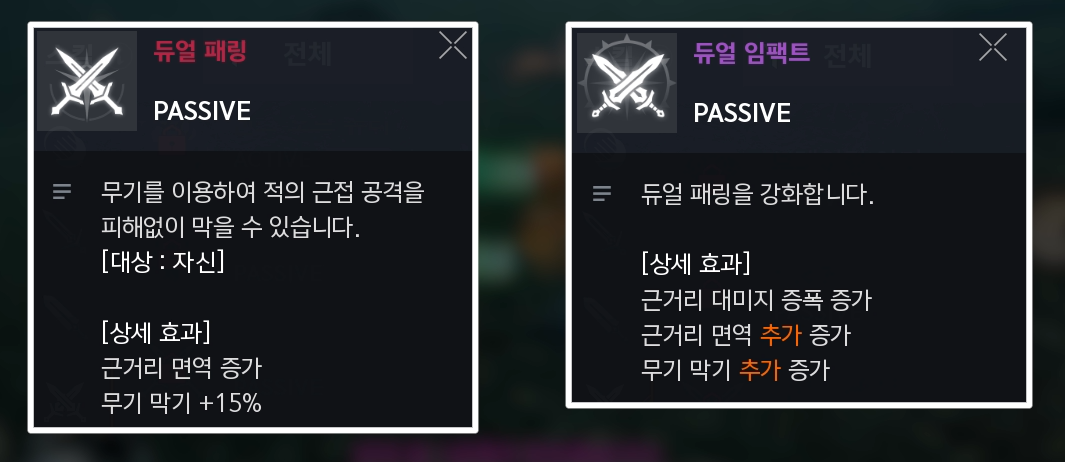 듀얼 패링
전체
PASSIVE
무기를 이용하여 적의 근접 공격을
피해없이 막을 수 있습니다.
[대상 : 자신]
[상세 효과]
근거리 면역 증가
무기 막기 +15%
듀얼 임팩트
전체
PASSIVE
듀얼 패링을 강화합니다.
[상세 효과]
근거리 대미지 증폭 증가
근거리 면역 추가 증가
무기 막기 추가 증가